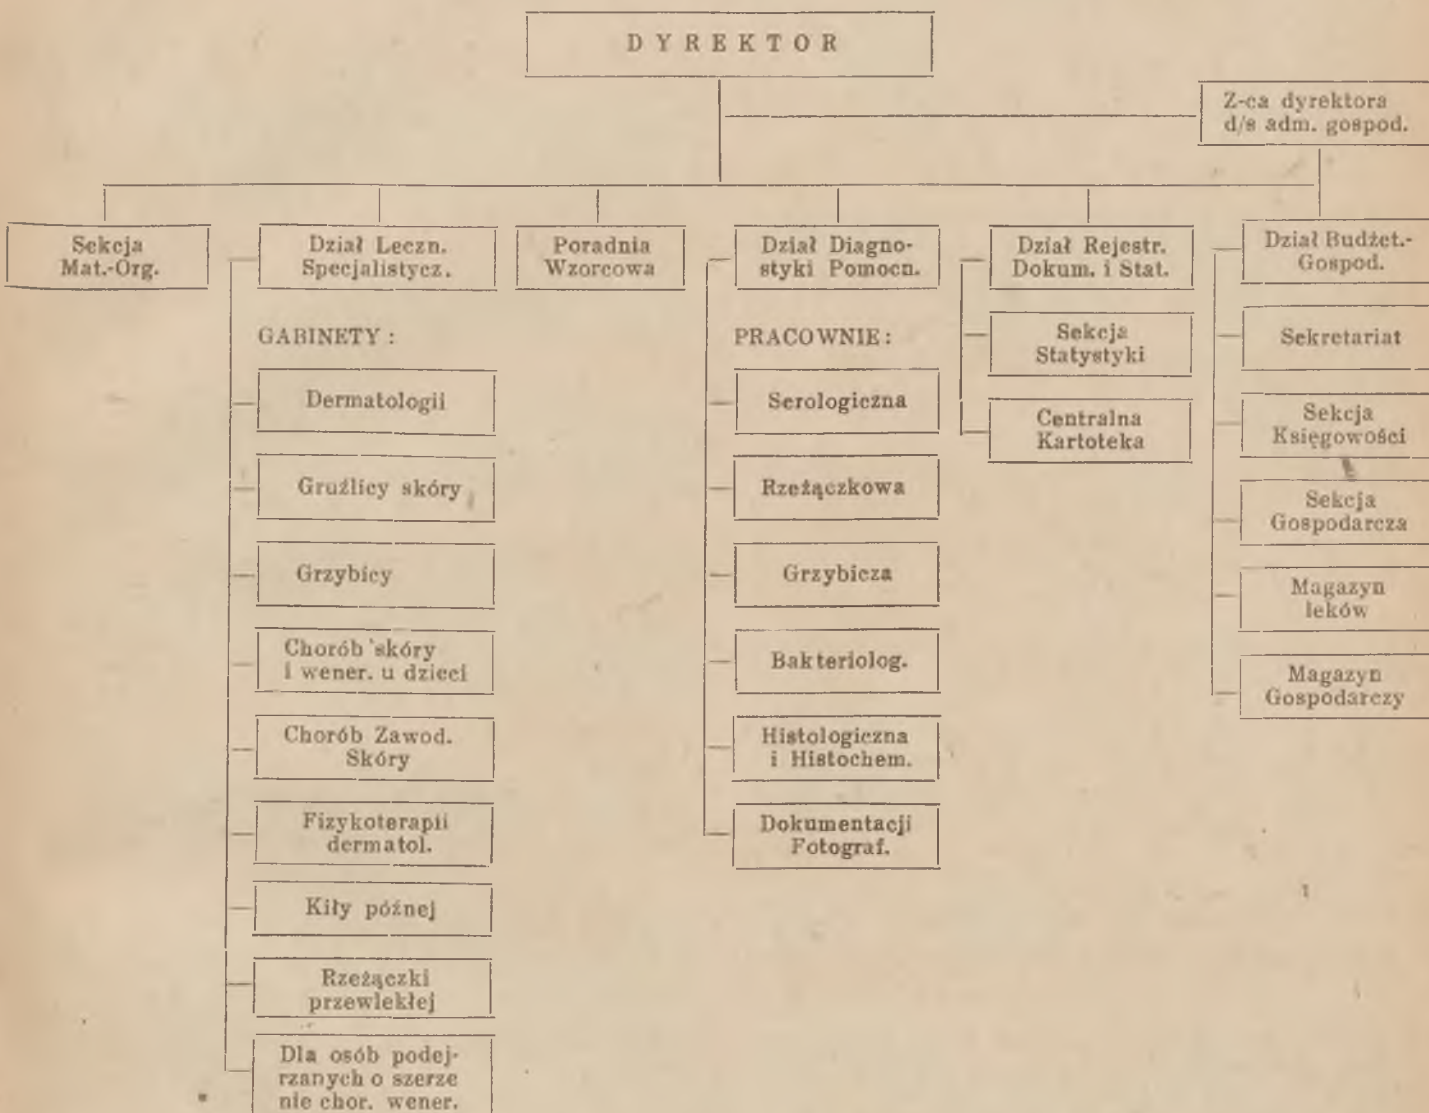 DYREKTOR
Z-ca dyrektora
d/s adm. gospod.
Sekcja
Mat.-Org.
Dział Leczn.
Specjalistycz.
Poradnia
Wzorcowa
Dział Diagno-
styki Pomocn.
Dział Rejestr.
Dokum. i Stat.
Dział Budżet.-
Gospod.
GABINETY:
Dermatologii
Gruźlicy skóry
Grzybicy
Chorób skóry
i wener. u dzieci
Chorób Zawod.
Skóry
Fizykoterapii
dermatol.
Kiły późnej
Rzeżączki
przewlekłej
Dla osób podej-
rzanych o szerze
nie chor. wener.
PRACOWNIE:
Serologiczna
Rzeżączkowa
Grzybicza
Bakteriolog.
Histologiczna
i Histochem.
Dokumentacji
Fotograf.
Sekcja
Statystyki
Centralna
Kartoteka
Sekretariat
Sekcja
Księgowości
Sekcja
Gospodarcza
Magazyn
leków
Magazyn
Gospodarczy